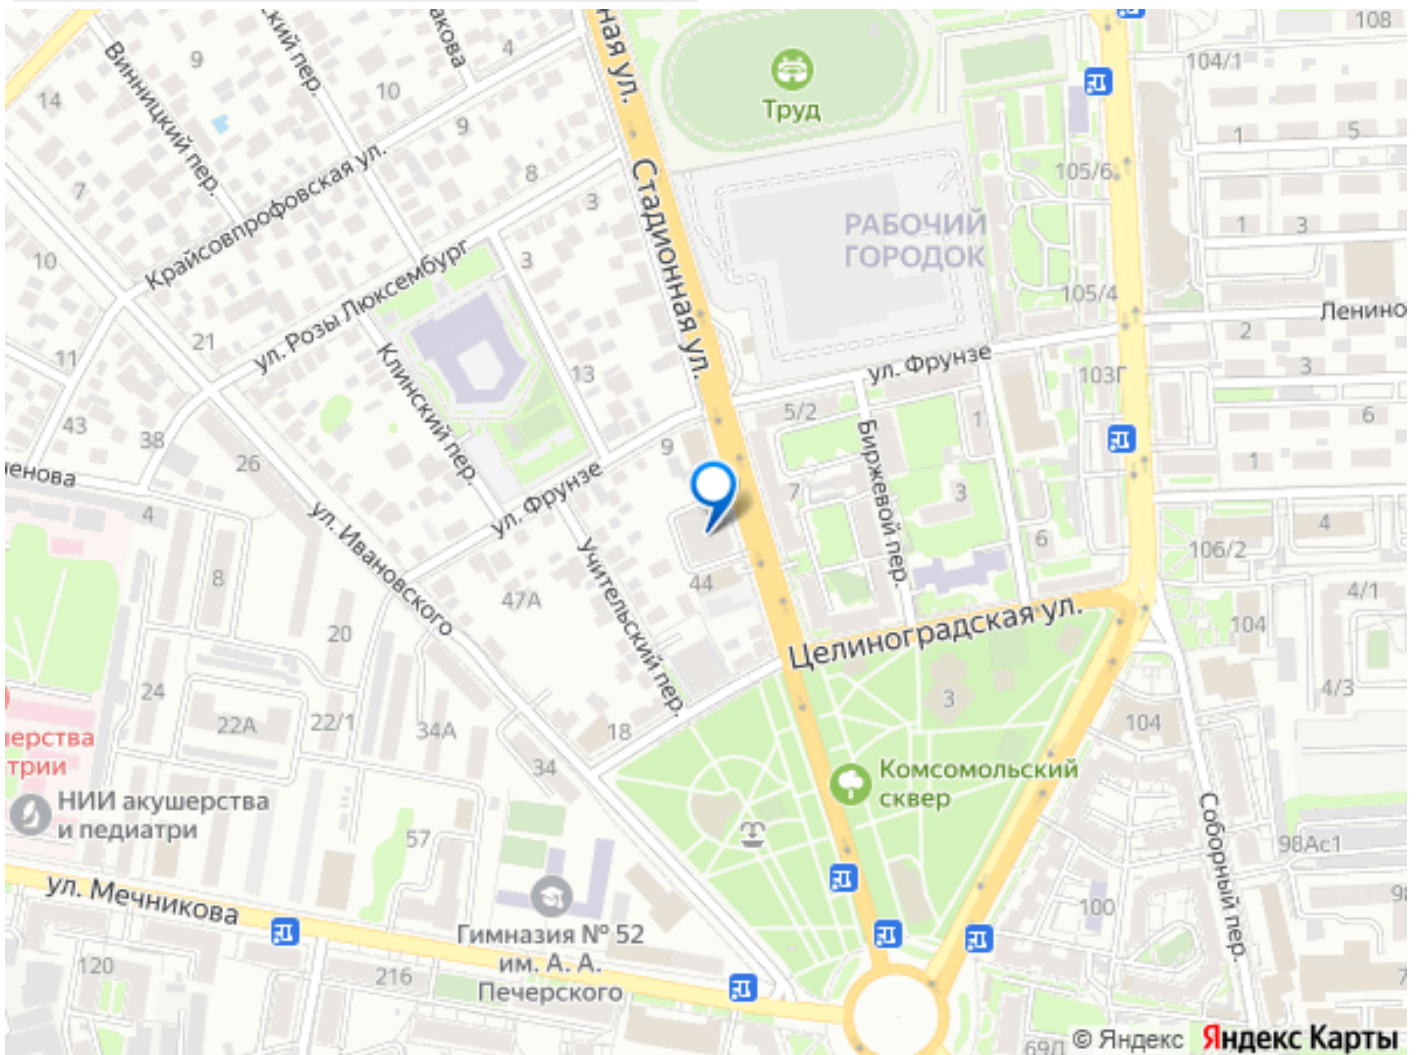 108
104/1
акова
4
ский пер.
9
Винницкий пер.
14
10
ная ул.
Труд
9
1
5
8
105/6
7
Крайсовпрофовская ул.
3
Стадионная ул.
РАБОЧИЙ
ГОРОДОК
1
3
10
3
ул. Розы Люксембург
105/4
Ленино
21
2
11
Клинский пер.
13
ул. Фрунзе
103Г
3
43
38
5/2
1
6
9
26
Биржевой пер.
1
енова
ул. Фрунзе
7
3
4
ул. Ивановского
4
6
106/2
Учительский пер.
8
44
47А
4/1
20
Целиноградская ул.
104
24
22А
22/1
34А
18
3
4/3
104
ерства
трии
34
Комсомольский
сквер
НИИ акушерства
и педиатри
57
Соборный пер.
98Ас1
ул. Мечникова
100
98
Гимназия № 52
им. А. А.
Печерского
120
216
7
69Д
© Яндекс Яндекс Карты